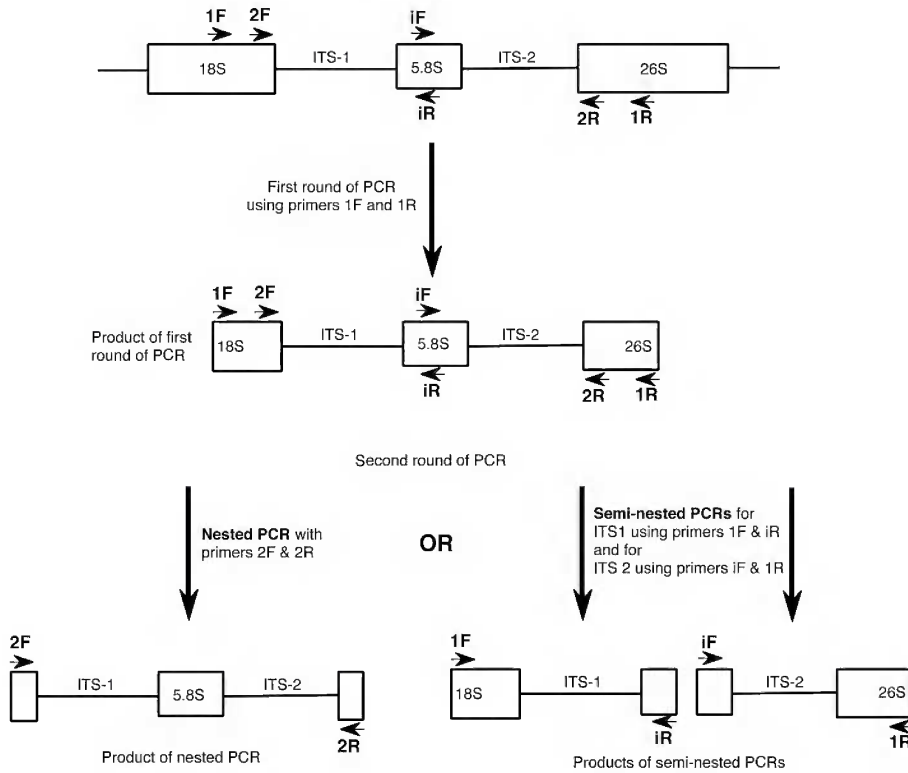 1F 2F iF
18S ITS-1 5.8S ITS-2 26S
iR 2R 1R
First round of PCR
using primers 1F and 1R
1F 2F iF
Product of first
round of PCR
18S ITS-1 5.8S ITS-2 26S
iR 2R 1R
Second round of PCR
Nested PCR with
primers 2F & 2R
OR
Semi-nested PCRs for
ITS1 using primers 1F & iR
and for
ITS 2 using primers iF & 1R
2F
ITS-1 5.8S ITS-2
2R
Product of nested PCR
1F iF
18S ITS-1 ITS-2 26S
iR 1R
Products of semi-nested PCRs